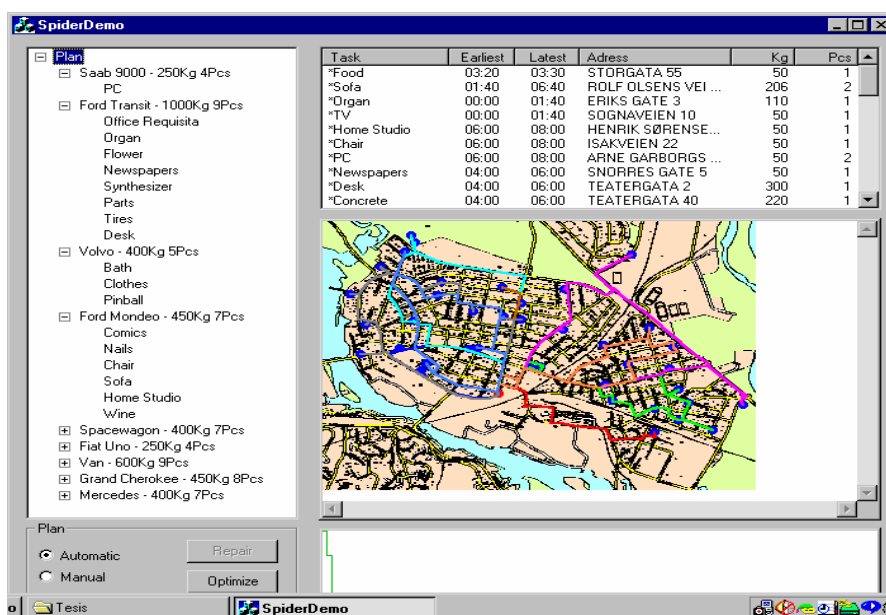 SpiderDemo
Plan
Saab 9000 - 250Kg 4Pcs
PC
Ford Transit - 1000Kg 9Pcs
Office Requisita
Organ
Flower
Newspapers
Synthesizer
Parts
Tires
Desk
Volvo - 400Kg 5Pcs
Bath
Clothes
Pinball
Ford Mondeo - 450Kg 7Pcs
Comics
Nails
Chair
Sofa
Home Studio
Wine
Spacewagon - 400Kg 7Pcs
Fiat Uno - 250Kg 4Pcs
Van - 600Kg 9Pcs
Grand Cherokee - 450Kg 8Pcs
Mercedes - 400Kg 7Pcs
Task Earliest Latest Adress Kg Pcs
*Food 03:20 03:30 STORGATA 55 50 1
*Sofa 01:40 06:40 ROLF OLSENS VEI ... 206 2
*Organ 00:00 01:40 ERIKS GATE 3 110 1
*TV 00:00 01:40 SOGNAVEIEN 10 50 1
*Home Studio 06:00 08:00 HENRIK SØRENSE... 50 1
*Chair 06:00 08:00 ISAKVEIEN 22 50 1
*PC 06:00 08:00 ARNE GARBORGS ... 50 2
*Newspapers 04:00 06:00 SNORRES GATE 5 50 1
*Desk 04:00 06:00 TEATERGATA 2 300 1
*Concrete 04:00 06:00 TEATERGATA 40 220 1
Plan
Automatic
Manual
Repair
Optimize
o
Tesis
SpiderDemo